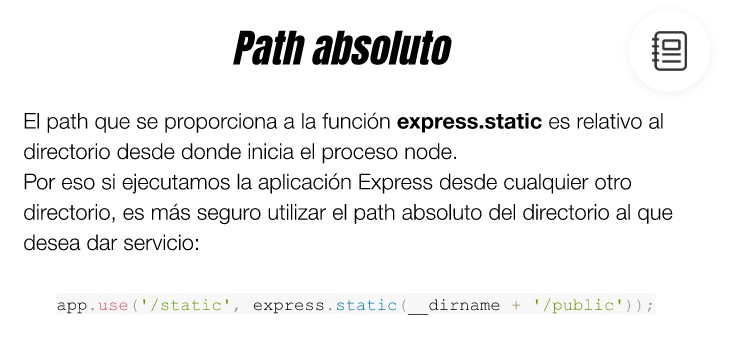 Path absoluto
El path que se proporciona a la función express.static es relativo al
directorio desde donde inicia el proceso node.
Por eso si ejecutamos la aplicación Express desde cualquier otro
directorio, es más seguro utilizar el path absoluto del directorio al que
desea dar servicio:
app.use('/static', express.static(__dirname + '/public'));